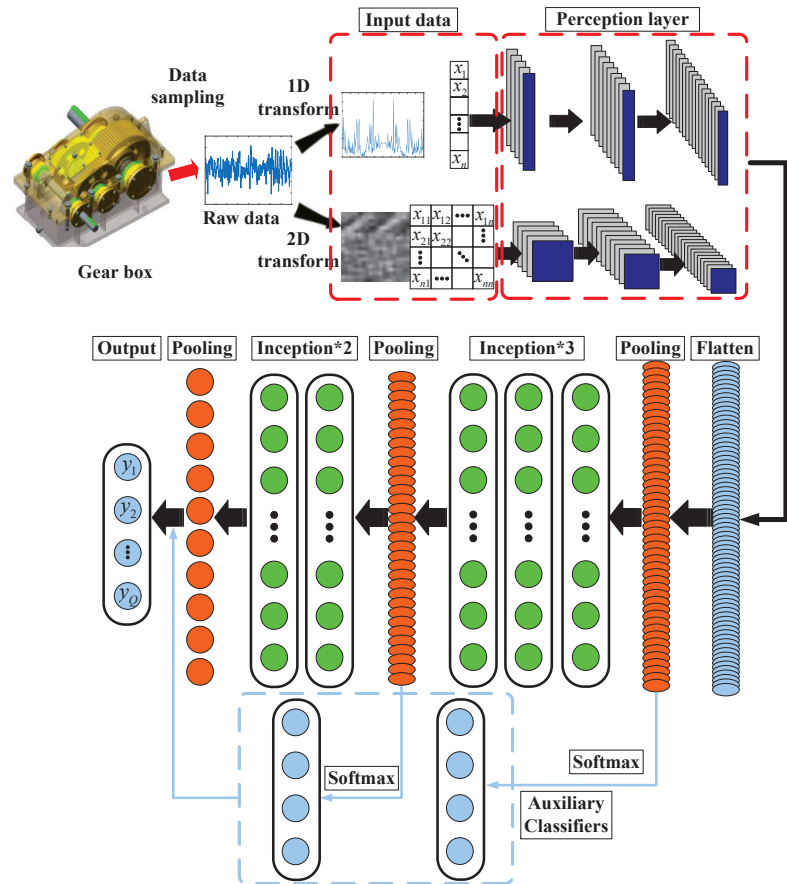 Input data
Perception layer
Data
sampling
1D
transform
x1
x2
xn
Raw data
2D
transform
x11 x12 ••• x1n
x21 x22
xn1 ••• xnn
Gear box
Output
Pooling
Inception*2
Pooling
Inception*3
Pooling
Flatten
y1
y2
yQ
Softmax
Softmax
Auxiliary
Classifiers